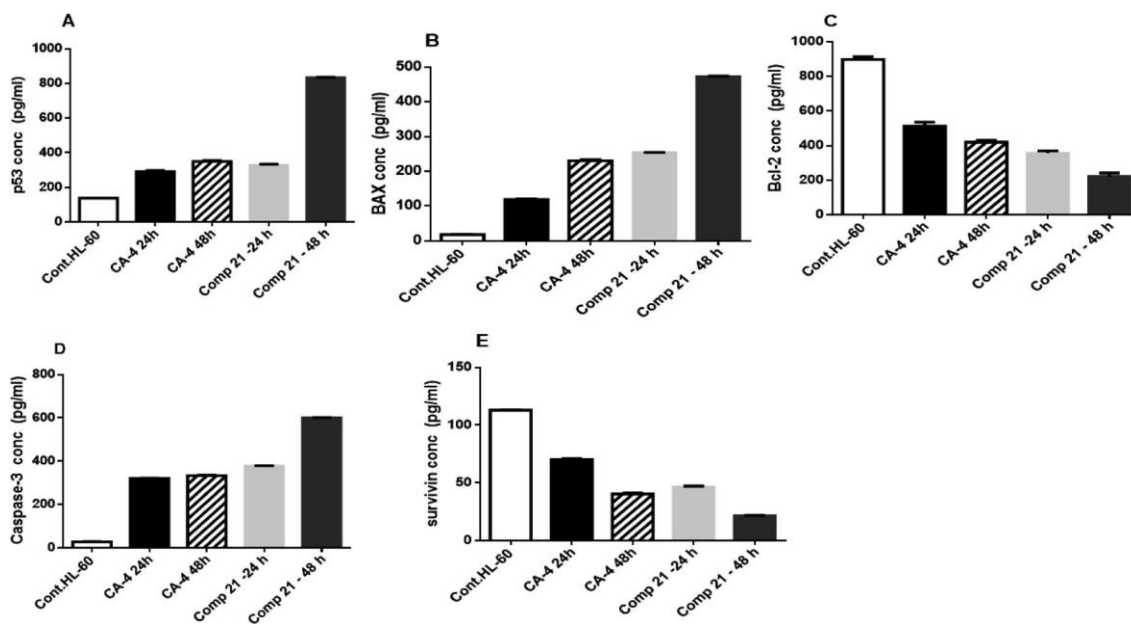 A
p53 conc (pg/ml)
1000
800
600
400
200
0
Cont.HL-60
CA-4 24h
CA-4 48h
Comp 21 -24 h
Comp 21 - 48 h
B
BAX conc (pg/ml)
500
400
300
200
100
0
Cont.HL-60
CA-4 24h
CA-4 48h
Comp 21 -24 h
Comp 21 - 48 h
C
Bcl-2 conc (pg/ml)
1000
800
600
400
200
0
Cont.HL-60
CA-4 24h
CA-4 48h
Comp 21 -24 h
Comp 21 - 48 h
D
Caspase-3 conc (pg/ml)
800
600
400
200
0
Cont.HL-60
CA-4 24h
CA-4 48h
Comp 21 -24 h
Comp 21 - 48 h
E
survivin conc (pg/ml)
150
100
50
0
Cont.HL-60
CA-4 24h
CA-4 48h
Comp 21 -24 h
Comp 21 - 48 h